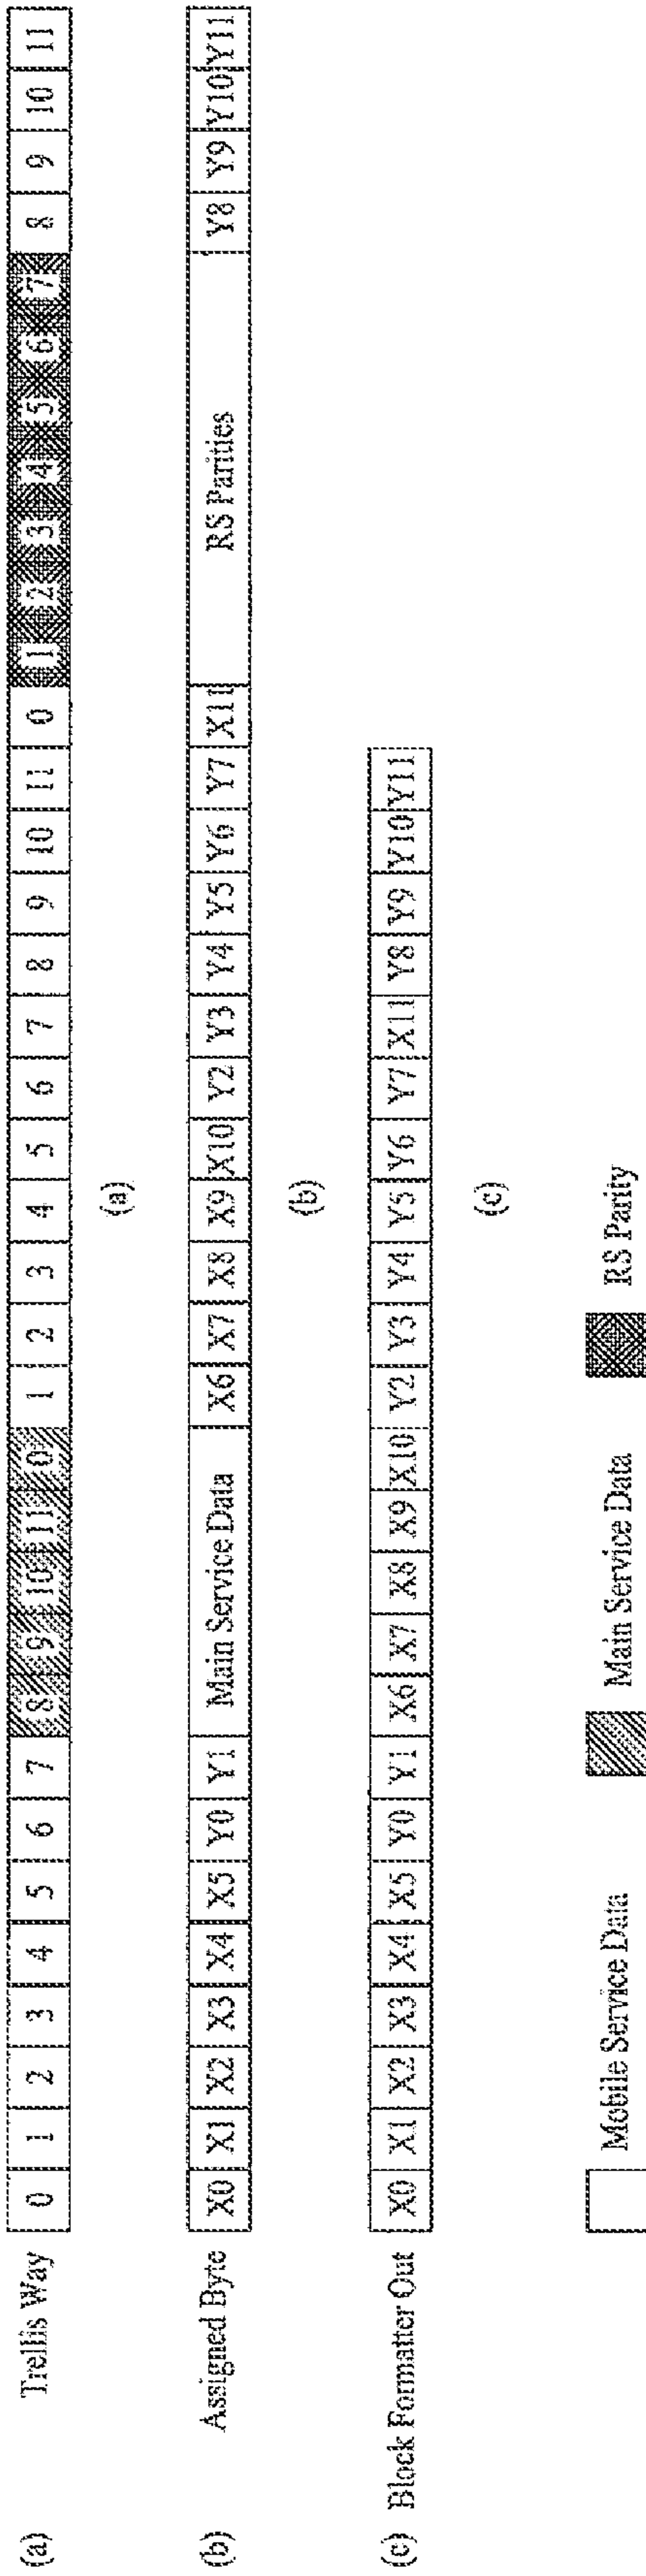 (a) Trellis Way 0 1 2 3 4 5 6 7 8 9 10 11 0 1 2 3 4 5 6 7 8 9 10 11 0 1 2 3 4 5 6 7 8 9 10 11
(a)
(b) Assigned Byte X0 X1 X2 X3 X4 X5 Y0 Y1 Main Service Data X6 X7 X8 X9 X10 Y2 Y3 Y4 Y5 Y6 Y7 X11 RS Parities Y8 Y9 Y10 Y11
(b)
(c) Block Formatter Out X0 X1 X2 X3 X4 X5 Y0 Y1 X6 X7 X8 X9 X10 Y2 Y3 Y4 Y5 Y6 Y7 X11 Y8 Y9 Y10 Y11
(c)
Mobile Service Data Main Service Data RS Parity